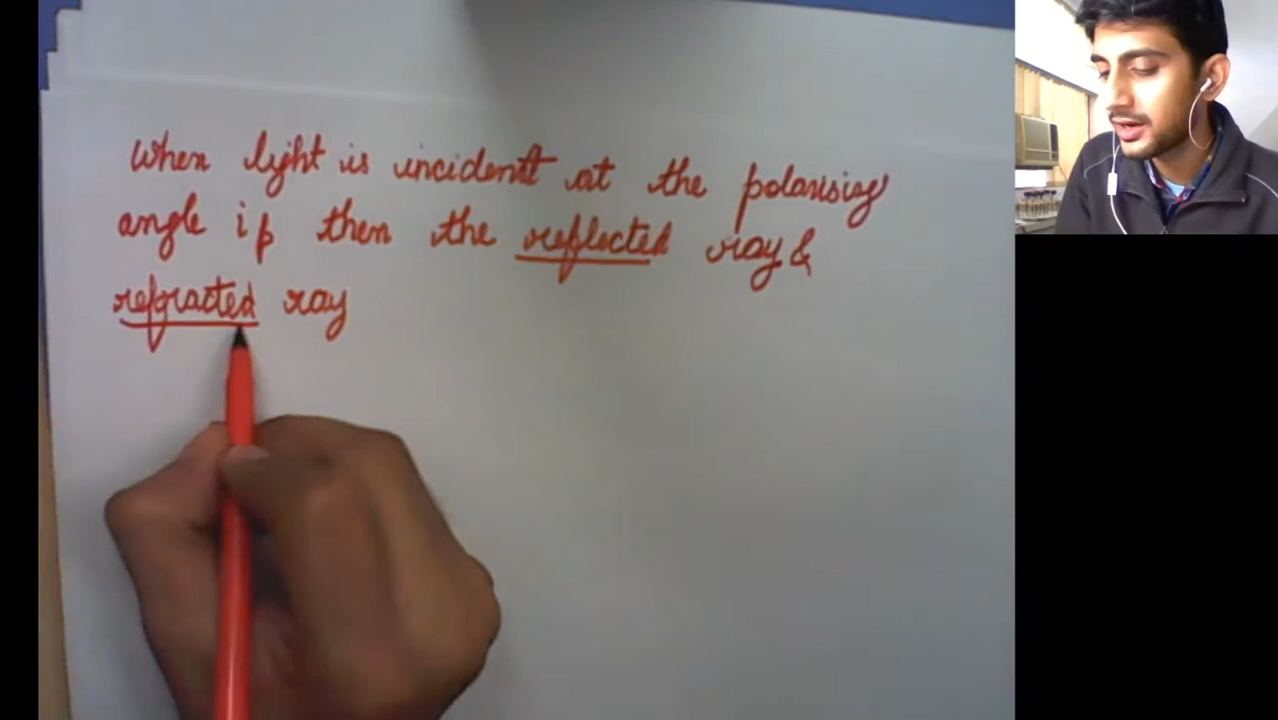 When light is incident at the polarising
angle ip then the reflected ray &
refracted ray